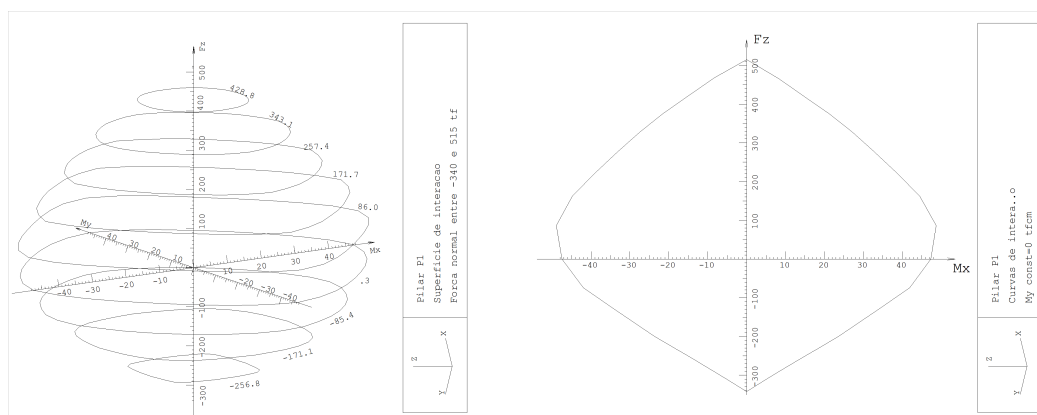 Fz
500
400
300
200
100
-100
-200
-300
428.8
343.1
257.4
171.7
86.0
.3
-85.4
-171.1
-256.8
My
40 30 20 10
-20 -30 -40
Mx
-40 -30 -20 -10
10 20 30 40
Pilar P1
Superficie de interacao
Forca normal entre -340 e 515 tf
Z X Y
Fz
500
400
300
200
100
-100
-200
-300
-40 -30 -20 -10 10 20 30 40
Mx
Pilar P1
Curvas de intera..o
My const=0 tfcm
Z X Y